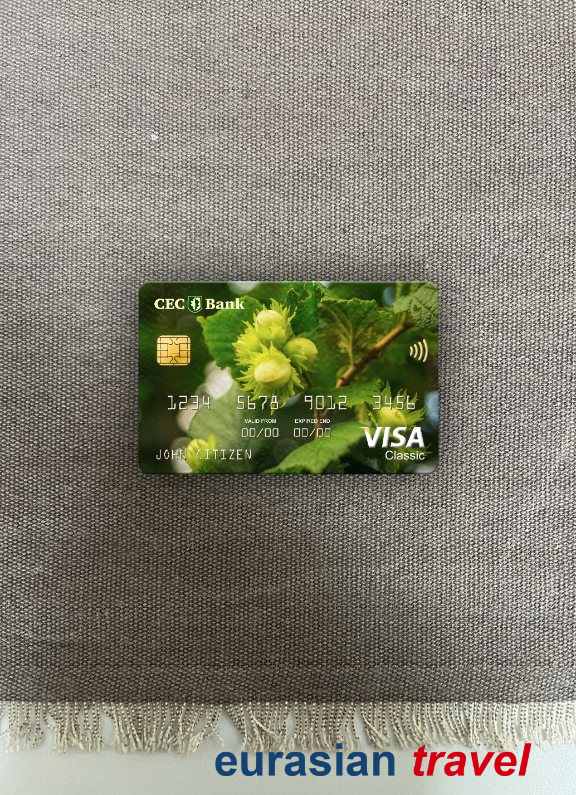 CEC Bank
1234 5678 9012 3456
VALID FROM EXPIRED END
00/00 00/00
VISA
Classic
JOHN CITIZEN
eurasian travel